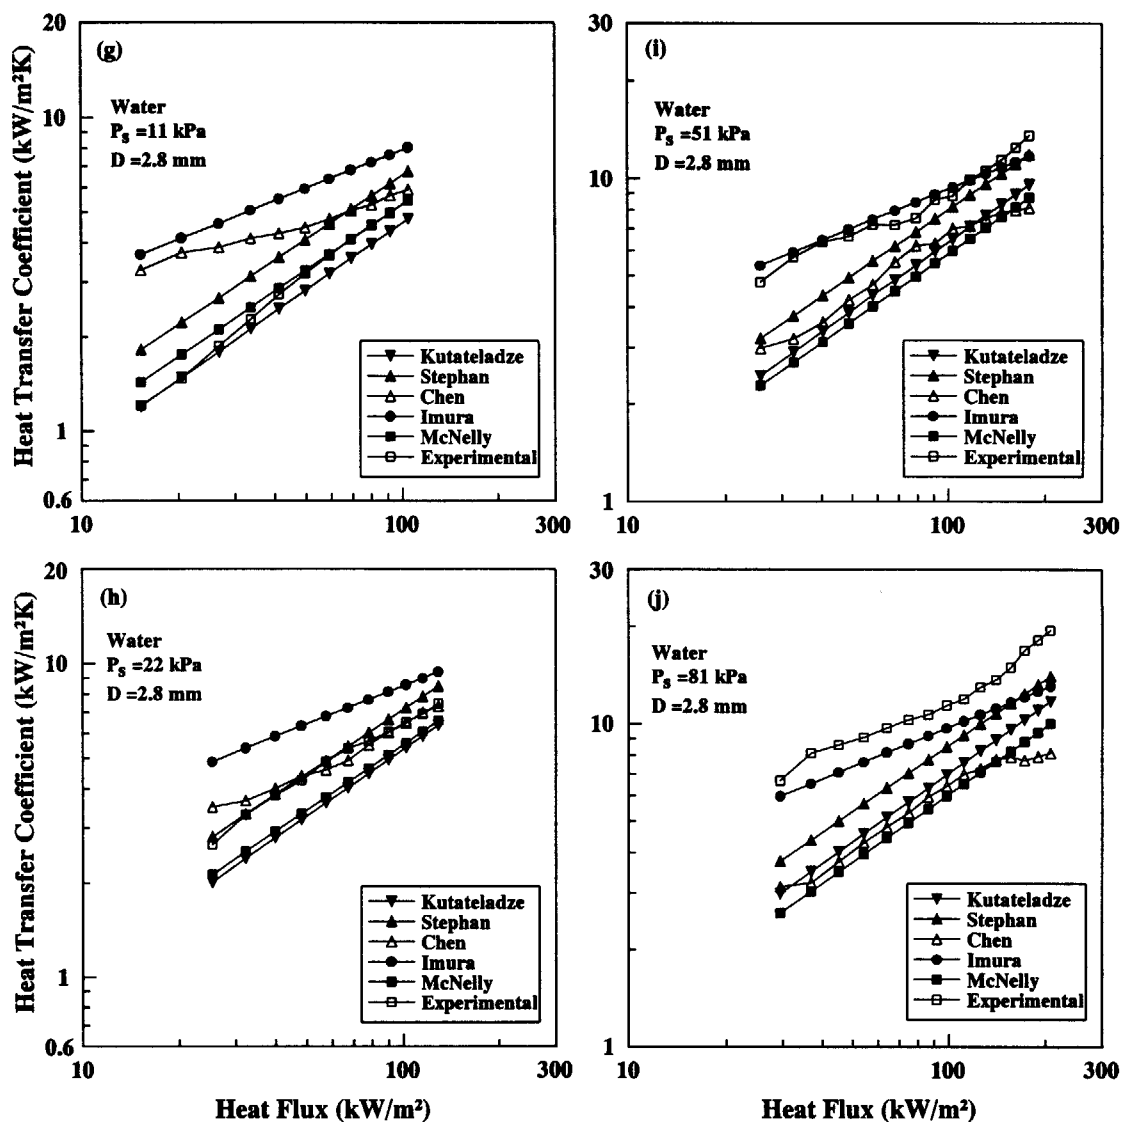 Heat Transfer Coefficient (kW/m²K)
20
10
1
0.6
(g)
Water
P_s =11 kPa
D =2.8 mm
Kutateladze
Stephan
Chen
Imura
McNelly
Experimental
10
100
300
30
10
1
(i)
Water
P_s =51 kPa
D =2.8 mm
Kutateladze
Stephan
Chen
Imura
McNelly
Experimental
10
100
300
Heat Transfer Coefficient (kW/m²K)
20
10
1
0.6
(h)
Water
P_s =22 kPa
D =2.8 mm
Kutateladze
Stephan
Chen
Imura
McNelly
Experimental
10
100
300
Heat Flux (kW/m²)
30
10
1
(j)
Water
P_s =81 kPa
D =2.8 mm
Kutateladze
Stephan
Chen
Imura
McNelly
Experimental
10
100
300
Heat Flux (kW/m²)